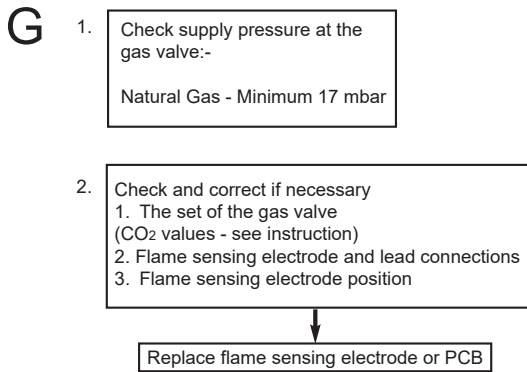 G
1. Check supply pressure at the
gas valve:-
Natural Gas - Minimum 17 mbar
2. Check and correct if necessary
1. The set of the gas valve
(CO2 values - see instruction)
2. Flame sensing electrode and lead connections
3. Flame sensing electrode position
Replace flame sensing electrode or PCB